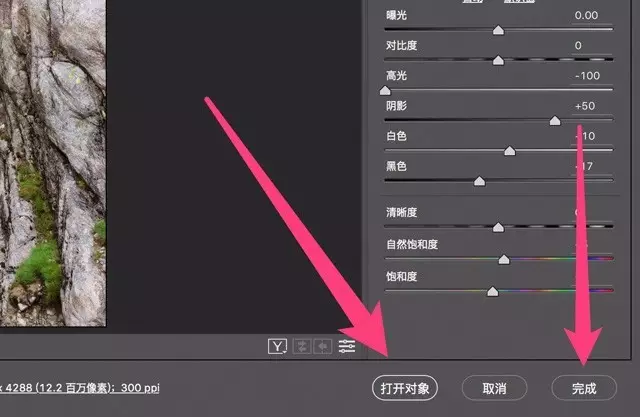 曝光 0.00
对比度 0
高光 -100
阴影 +50
白色
黑色
清晰度
自然饱和度
饱和度
Y
x 4288 (12.2 百万像素); 300 ppi
打开对象 取消 完成